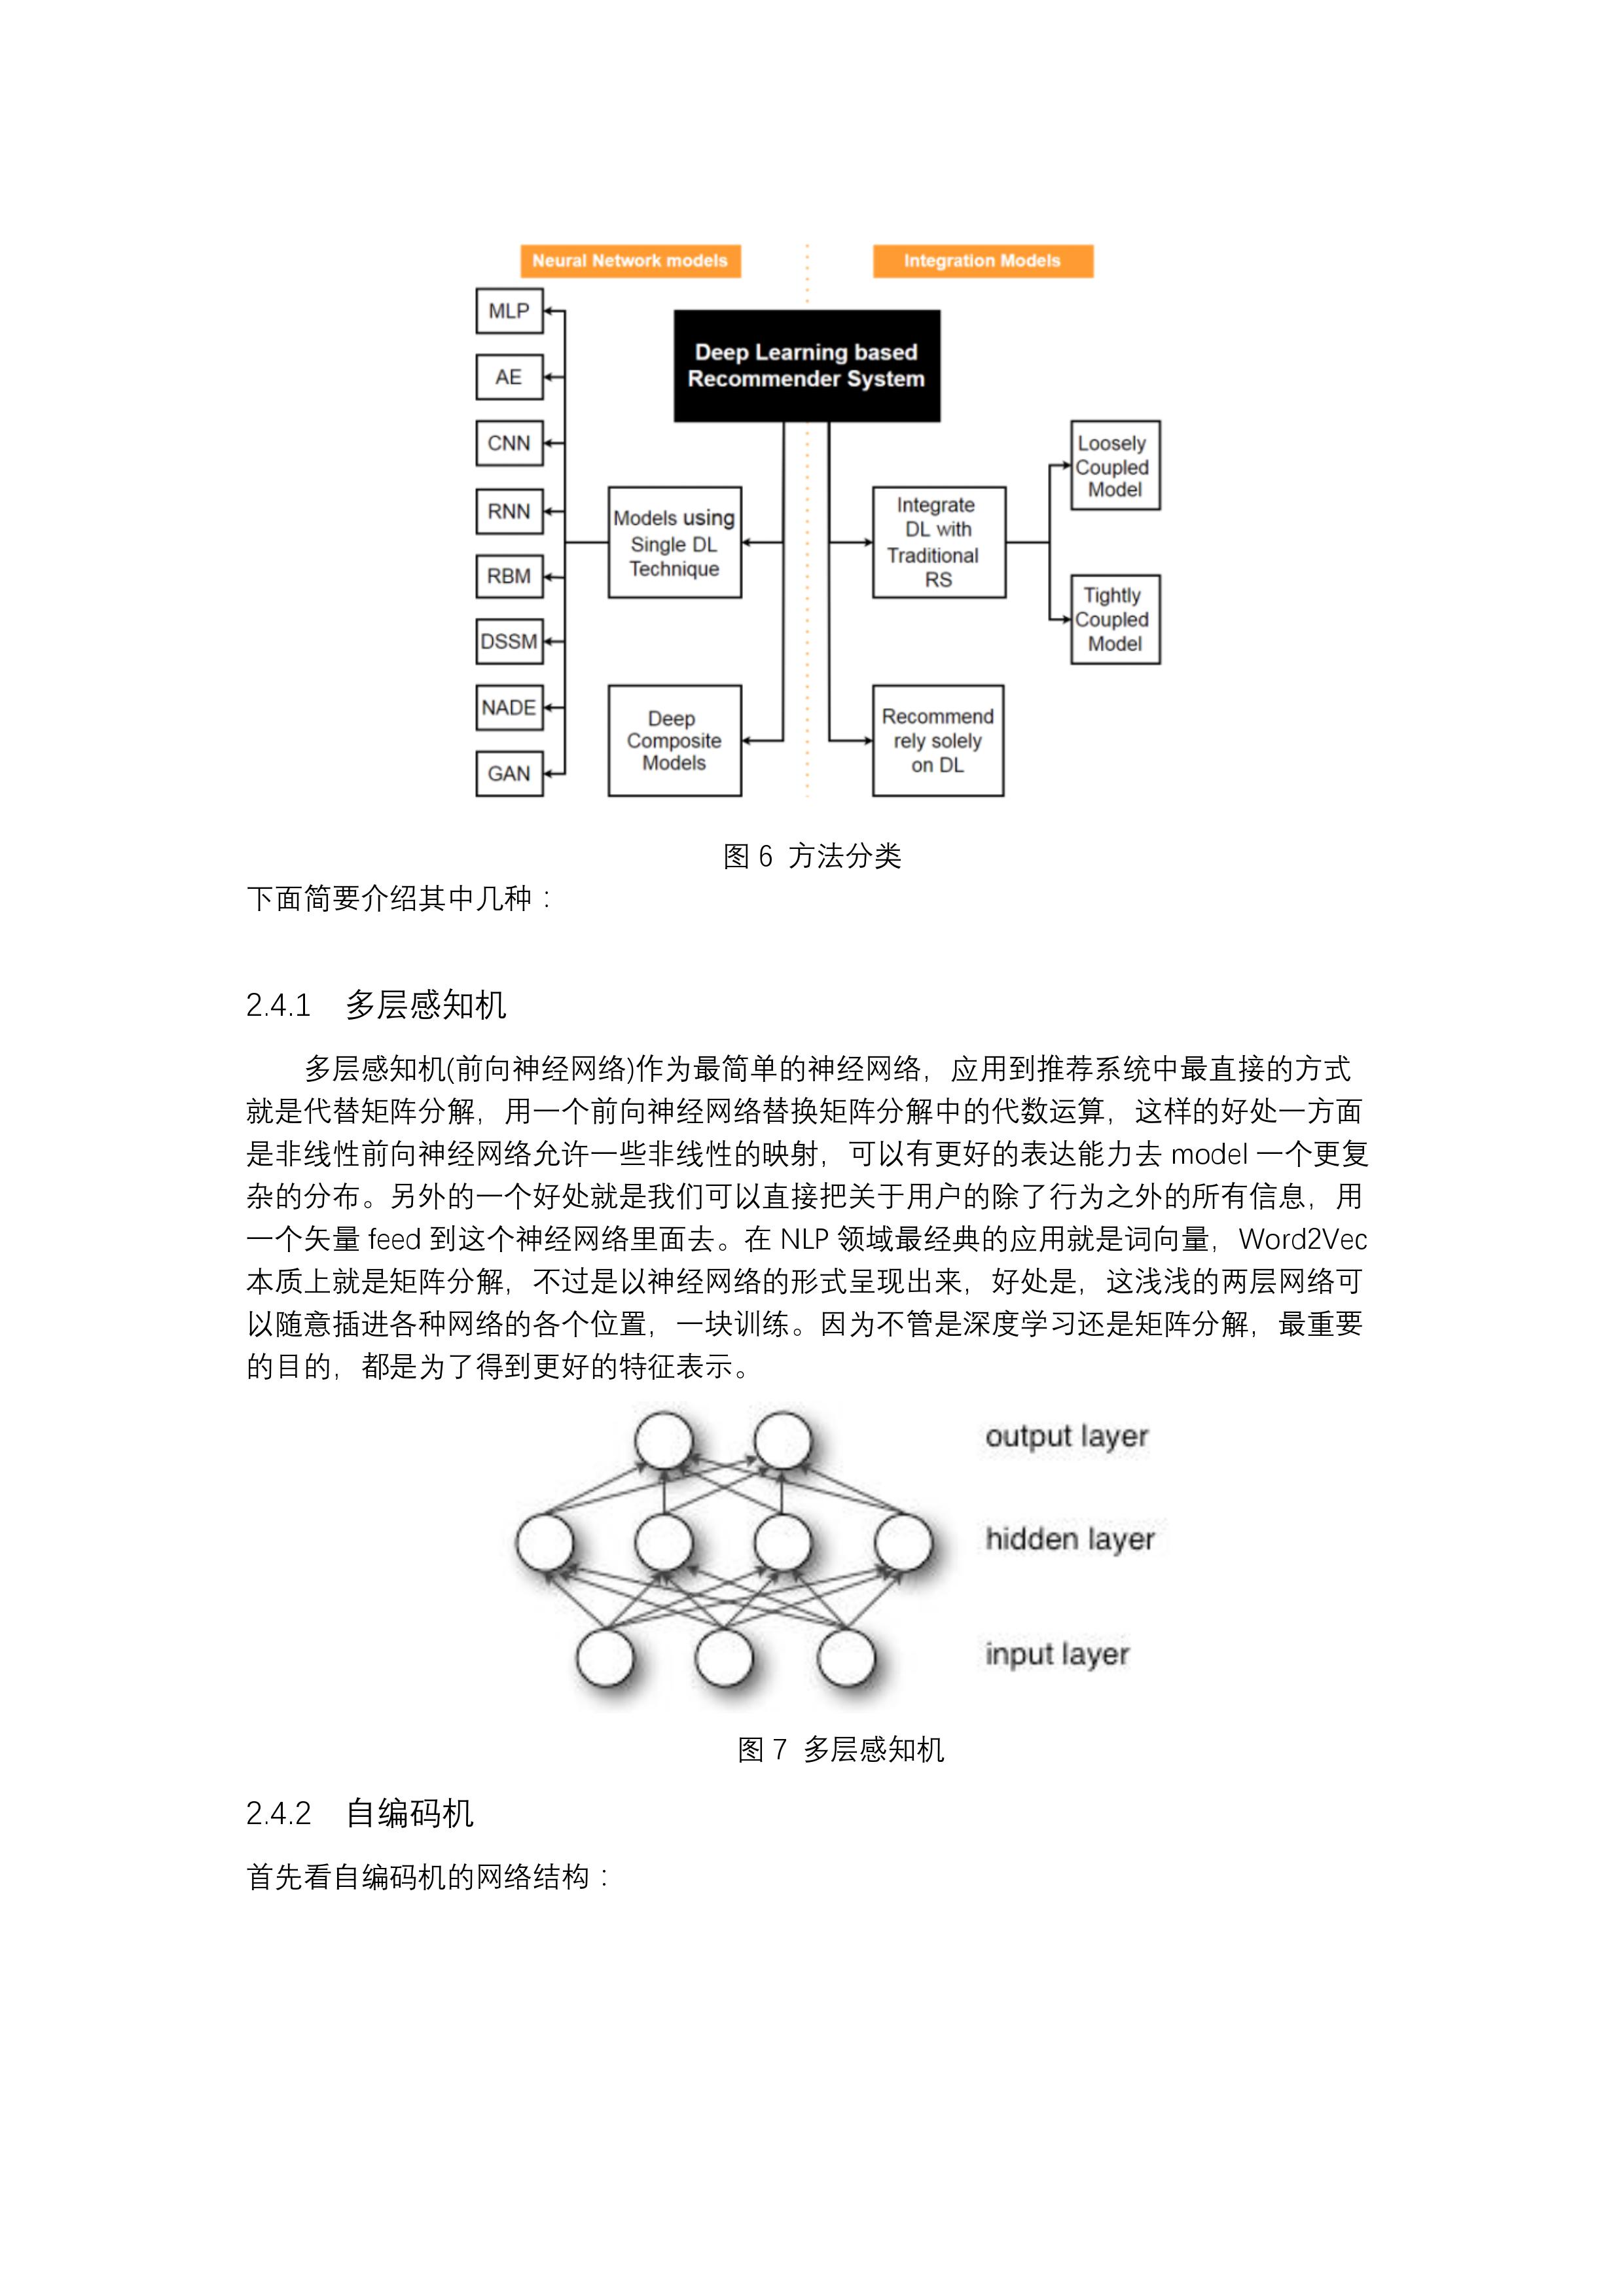 Neural Network models
Integration Models
Deep Learning based
Recommender System
MLP
AE
CNN
RNN
RBM
DSSM
NADE
GAN
Models using
Single DL
Technique
Deep
Composite
Models
Integrate
DL with
Traditional
RS
Recommend
rely solely
on DL
Loosely
Coupled
Model
Tightly
Coupled
Model
图 6 方法分类
下面简要介绍其中几种：
2.4.1 多层感知机
多层感知机(前向神经网络)作为最简单的神经网络，应用到推荐系统中最直接的方式
就是代替矩阵分解，用一个前向神经网络替换矩阵分解中的代数运算，这样的好处一方面
是非线性前向神经网络允许一些非线性的映射，可以有更好的表达能力去 model 一个更复
杂的分布。另外的一个好处就是我们可以直接把关于用户的除了行为之外的所有信息，用
一个矢量 feed 到这个神经网络里面去。在 NLP 领域最经典的应用就是词向量，Word2Vec
本质上就是矩阵分解，不过是以神经网络的形式呈现出来，好处是，这浅浅的两层网络可
以随意插进各种网络的各个位置，一块训练。因为不管是深度学习还是矩阵分解，最重要
的目的，都是为了得到更好的特征表示。
output layer
hidden layer
input layer
图 7 多层感知机
2.4.2 自编码机
首先看自编码机的网络结构：